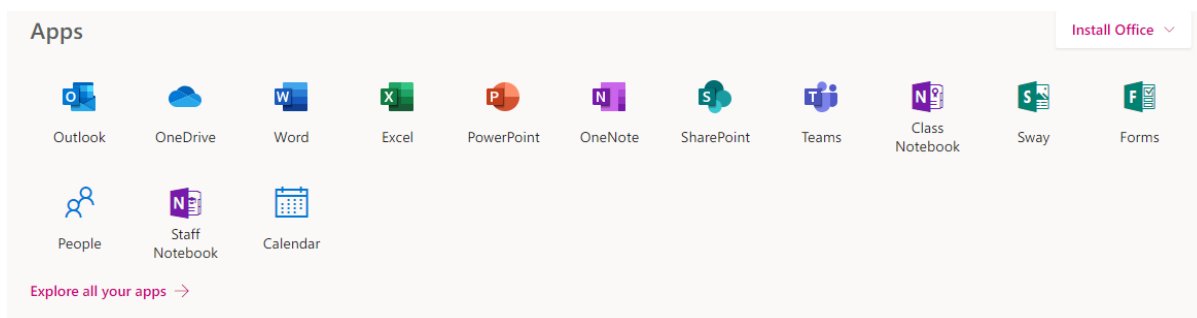 Apps
Install Office
Outlook OneDrive Word Excel PowerPoint OneNote SharePoint Teams Class Notebook Sway Forms
People Staff Notebook Calendar
Explore all your apps →